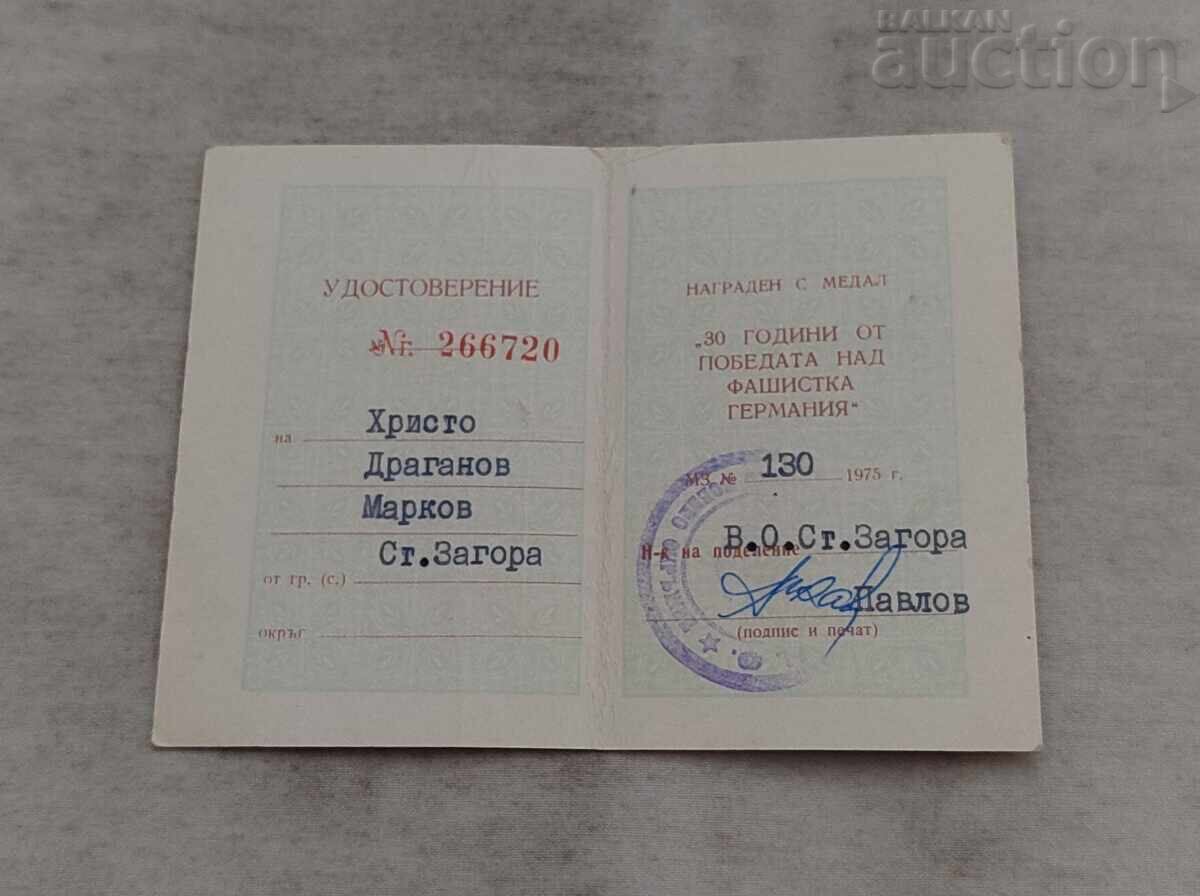 BALKAN
auction
УДОСТОВЕРЕНИЕ
№ Nr. 266720
на Христо
Драганов
Марков
Ст.Загора
от гр. (с.)
окръг
НАГРАДЕН С МЕДАЛ
„30 ГОДИНИ ОТ
ПОБЕДАТА НАД
ФАШИСТКА
ГЕРМАНИЯ“
МЗ № 130 1975 г.
В.О.Ст.Загора
Н-к на поделение
Павлов
(подпис и печат)